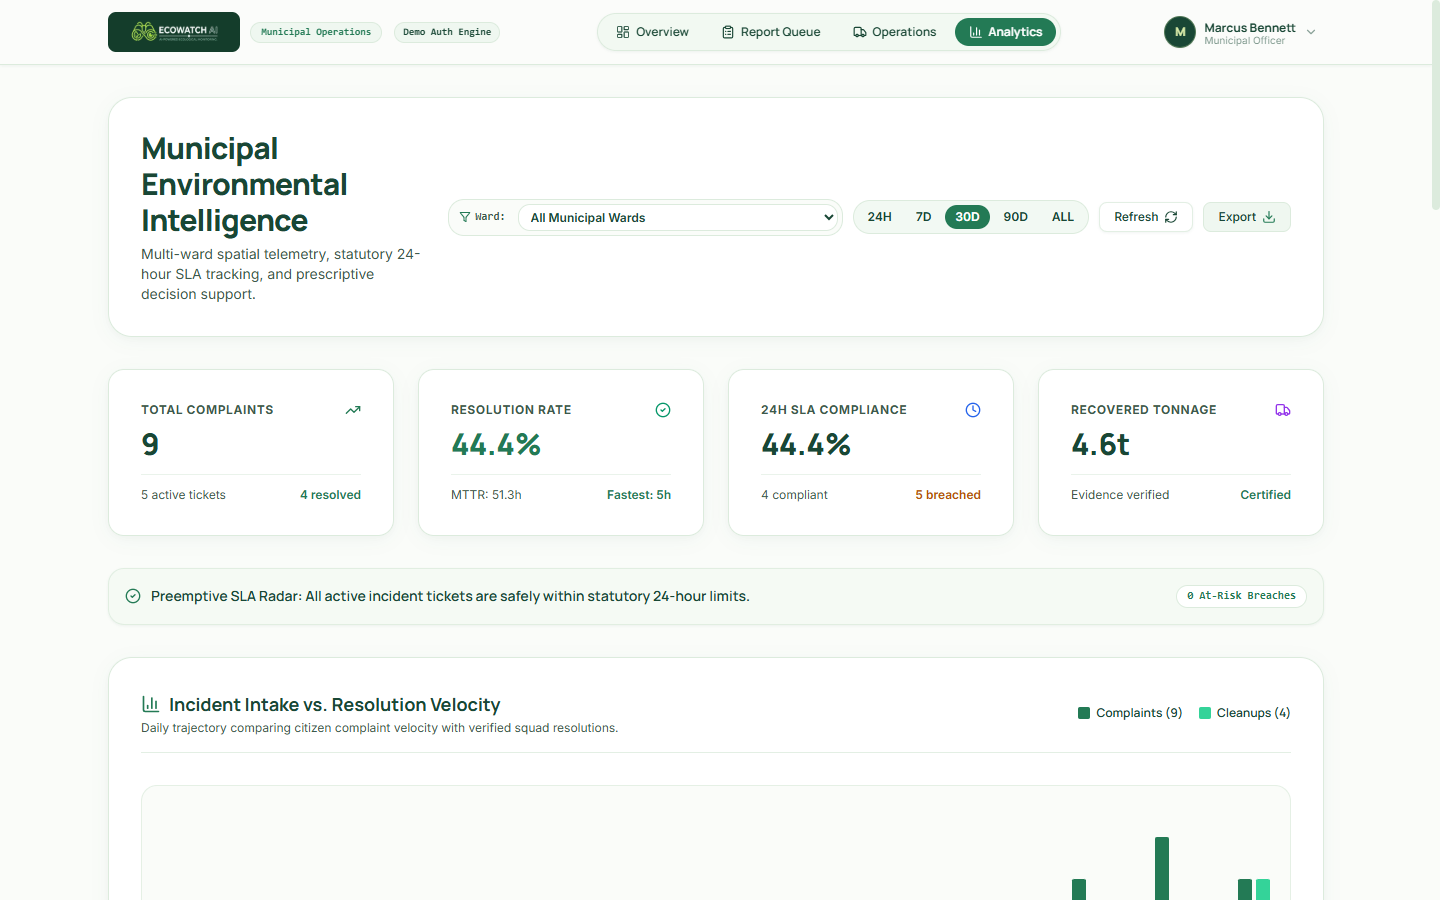 ECOWATCH AI
Municipal Operations
Demo Auth Engine
Overview
Report Queue
Operations
Analytics
M
Marcus Bennett
Municipal Officer
Municipal
Environmental
Intelligence
Multi-ward spatial telemetry, statutory 24-
hour SLA tracking, and prescriptive
decision support.
Ward:
All Municipal Wards
24H
7D
30D
90D
ALL
Refresh
Export
TOTAL COMPLAINTS
9
5 active tickets
4 resolved
RESOLUTION RATE
44.4%
MTTR: 51.3h
Fastest: 5h
24H SLA COMPLIANCE
44.4%
4 compliant
5 breached
RECOVERED TONNAGE
4.6t
Evidence verified
Certified
Preemptive SLA Radar: All active incident tickets are safely within statutory 24-hour limits.
0 At-Risk Breaches
Incident Intake vs. Resolution Velocity
Daily trajectory comparing citizen complaint velocity with verified squad resolutions.
Complaints (9)
Cleanups (4)